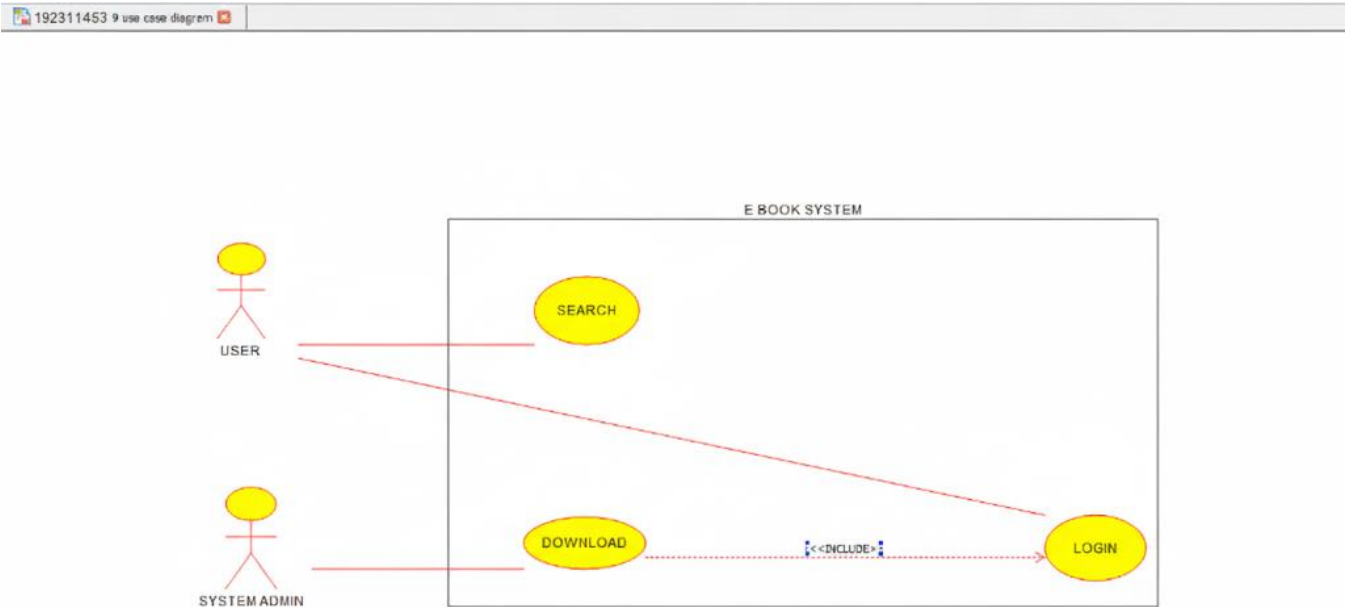 192311453 9 use case diagram
E BOOK SYSTEM
SEARCH
USER
DOWNLOAD
<<INCLUDE>
LOGIN
SYSTEM ADMIN